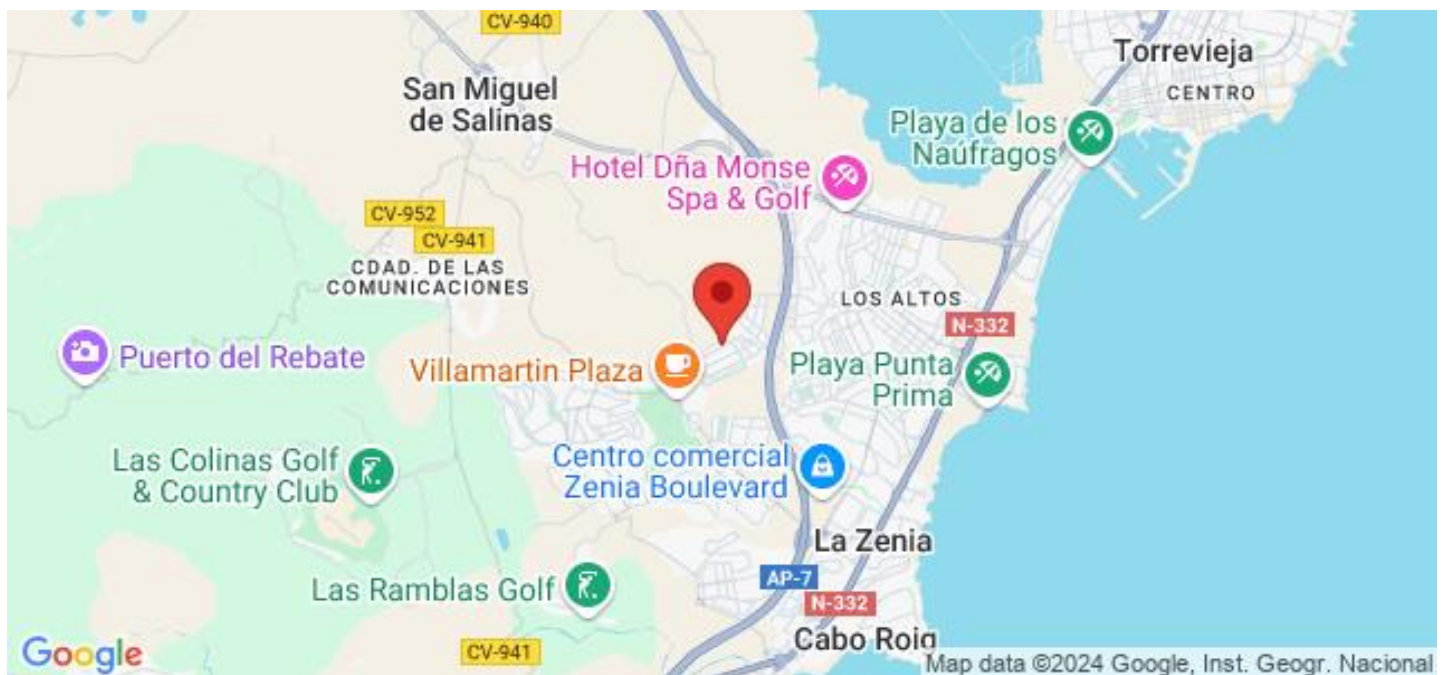 CV-940
Torrevieja
CENTRO
San Miguel
de Salinas
Playa de los
Naúfragos
Hotel Dña Monse
Spa & Golf
CV-952
CV-941
CDAD. DE LAS
COMUNICACIONES
LOS ALTOS
N-332
Puerto del Rebate
Villamartin Plaza
Playa Punta
Prima
Las Colinas Golf
& Country Club
Centro comercial
Zenia Boulevard
La Zenia
AP-7
Las Ramblas Golf
N-332
Cabo Roig
CV-941
Google
Map data ©2024 Google, Inst. Geogr. Nacional